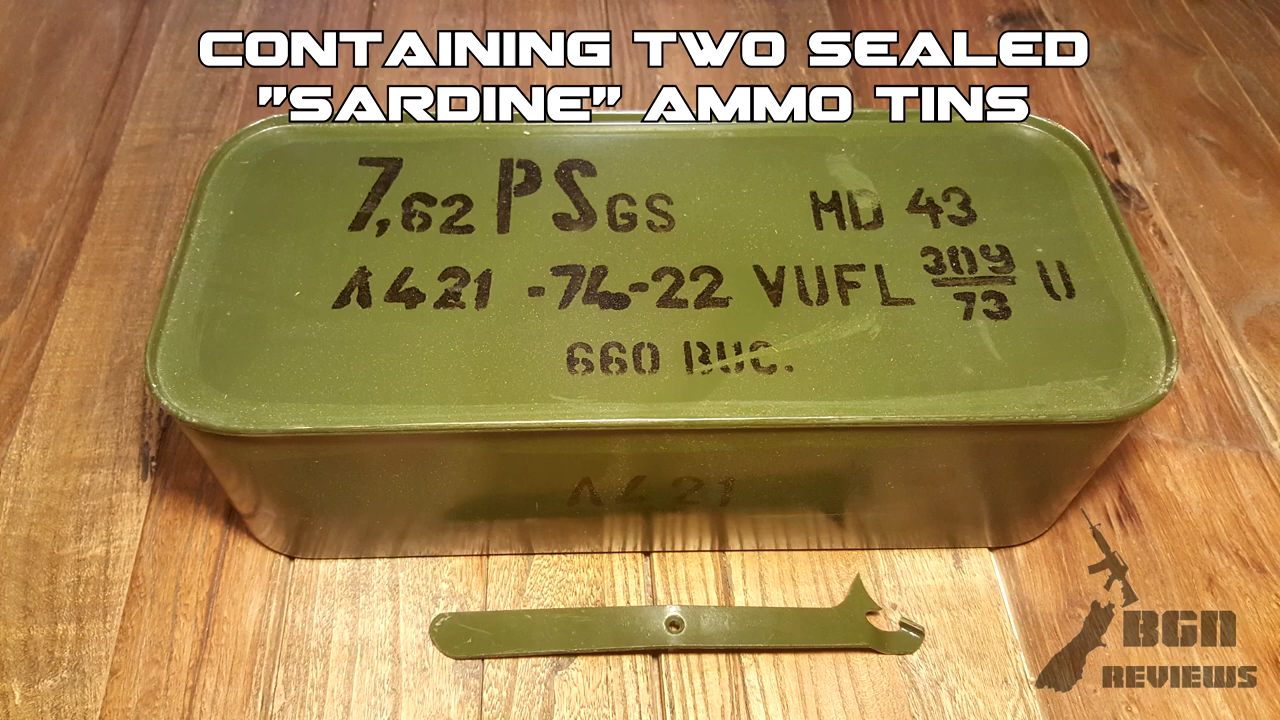 CONTAINING TWO SEALED
"SARDINE" AMMO TINS
7,62 PS GS MD 43
A421 -74-22 VUFL 309/73 U
660 BUC.
A421
BGN
REVIEWS